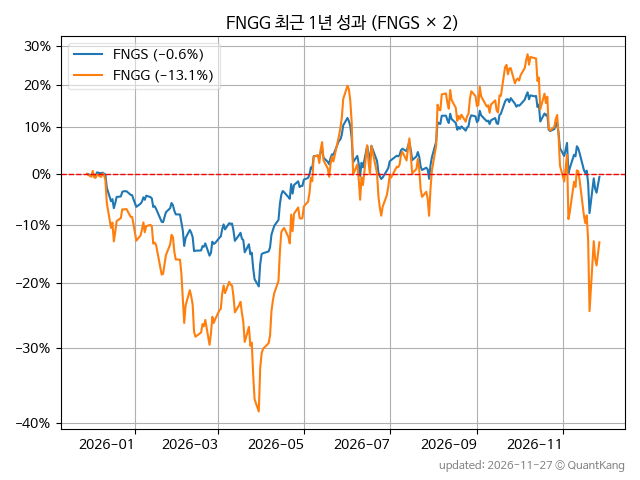 FNGG 최근 1년 성과 (FNGS × 2)
FNGS (−0.6%)
FNGG (−13.1%)
30%
20%
10%
0%
−10%
−20%
−30%
−40%
2026−01 2026−03 2026−05 2026−07 2026−09 2026−11
updated: 2026−11−27 ⓒ QuantKang